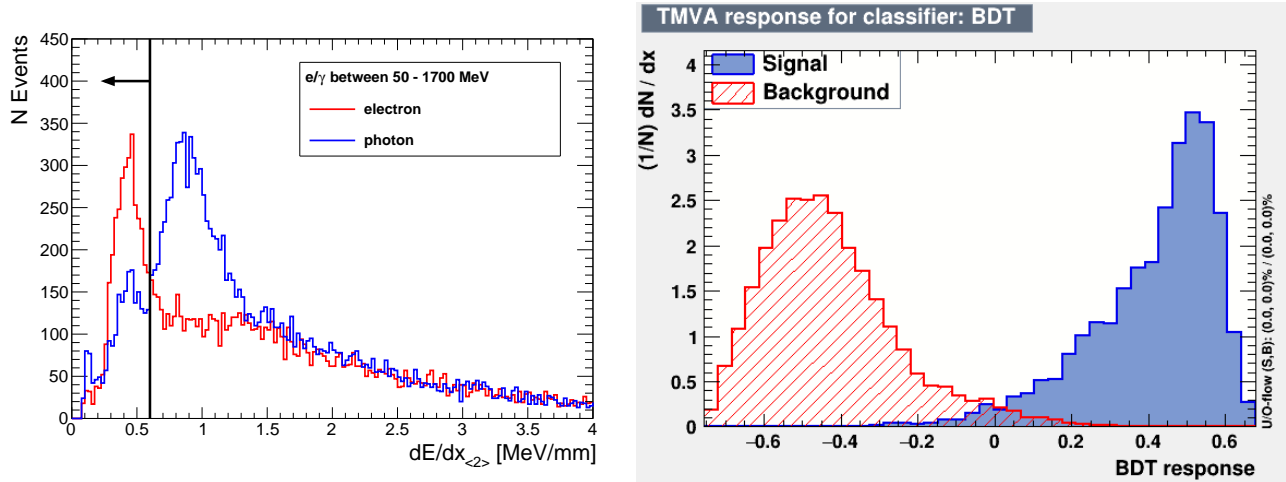 450
400
350
300
250
200
150
100
50
0
N Events
e/γ between 50 - 1700 MeV
electron
photon
0 0.5 1 1.5 2 2.5 3 3.5 4
dE/dx<2> [MeV/mm]
TMVA response for classifier: BDT
Signal
Background
4
3.5
3
2.5
2
1.5
1
0.5
0
(1/N) dN / dx
−0.6 −0.4 −0.2 0 0.2 0.4 0.6
BDT response
U/O-flow (S,B): (0.0, 0.0)% / (0.0, 0.0)%